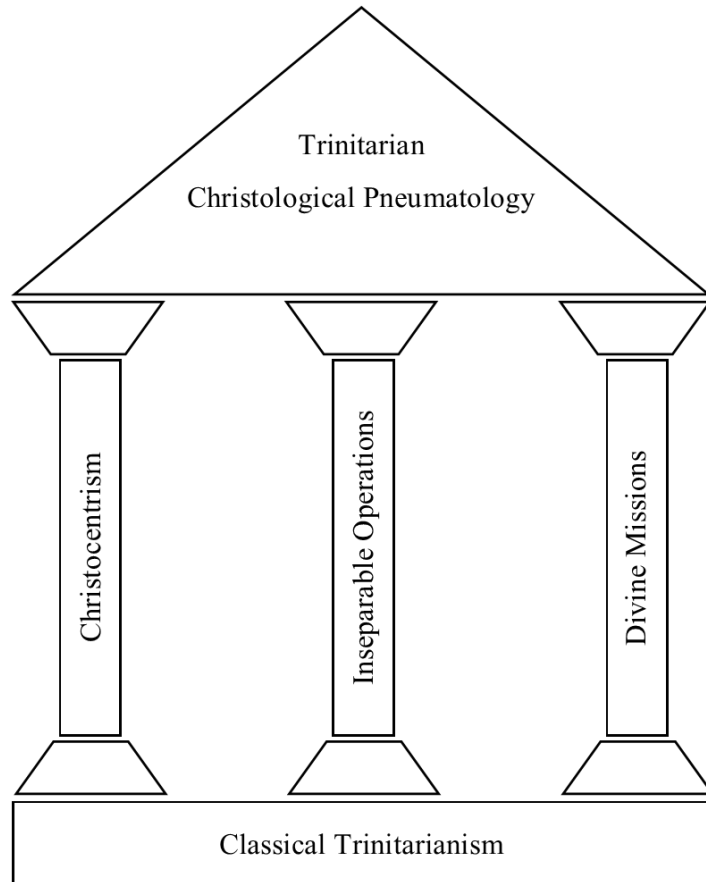 Trinitarian
Christological Pneumatology
Christocentrism
Inseparable Operations
Divine Missions
Classical Trinitarianism